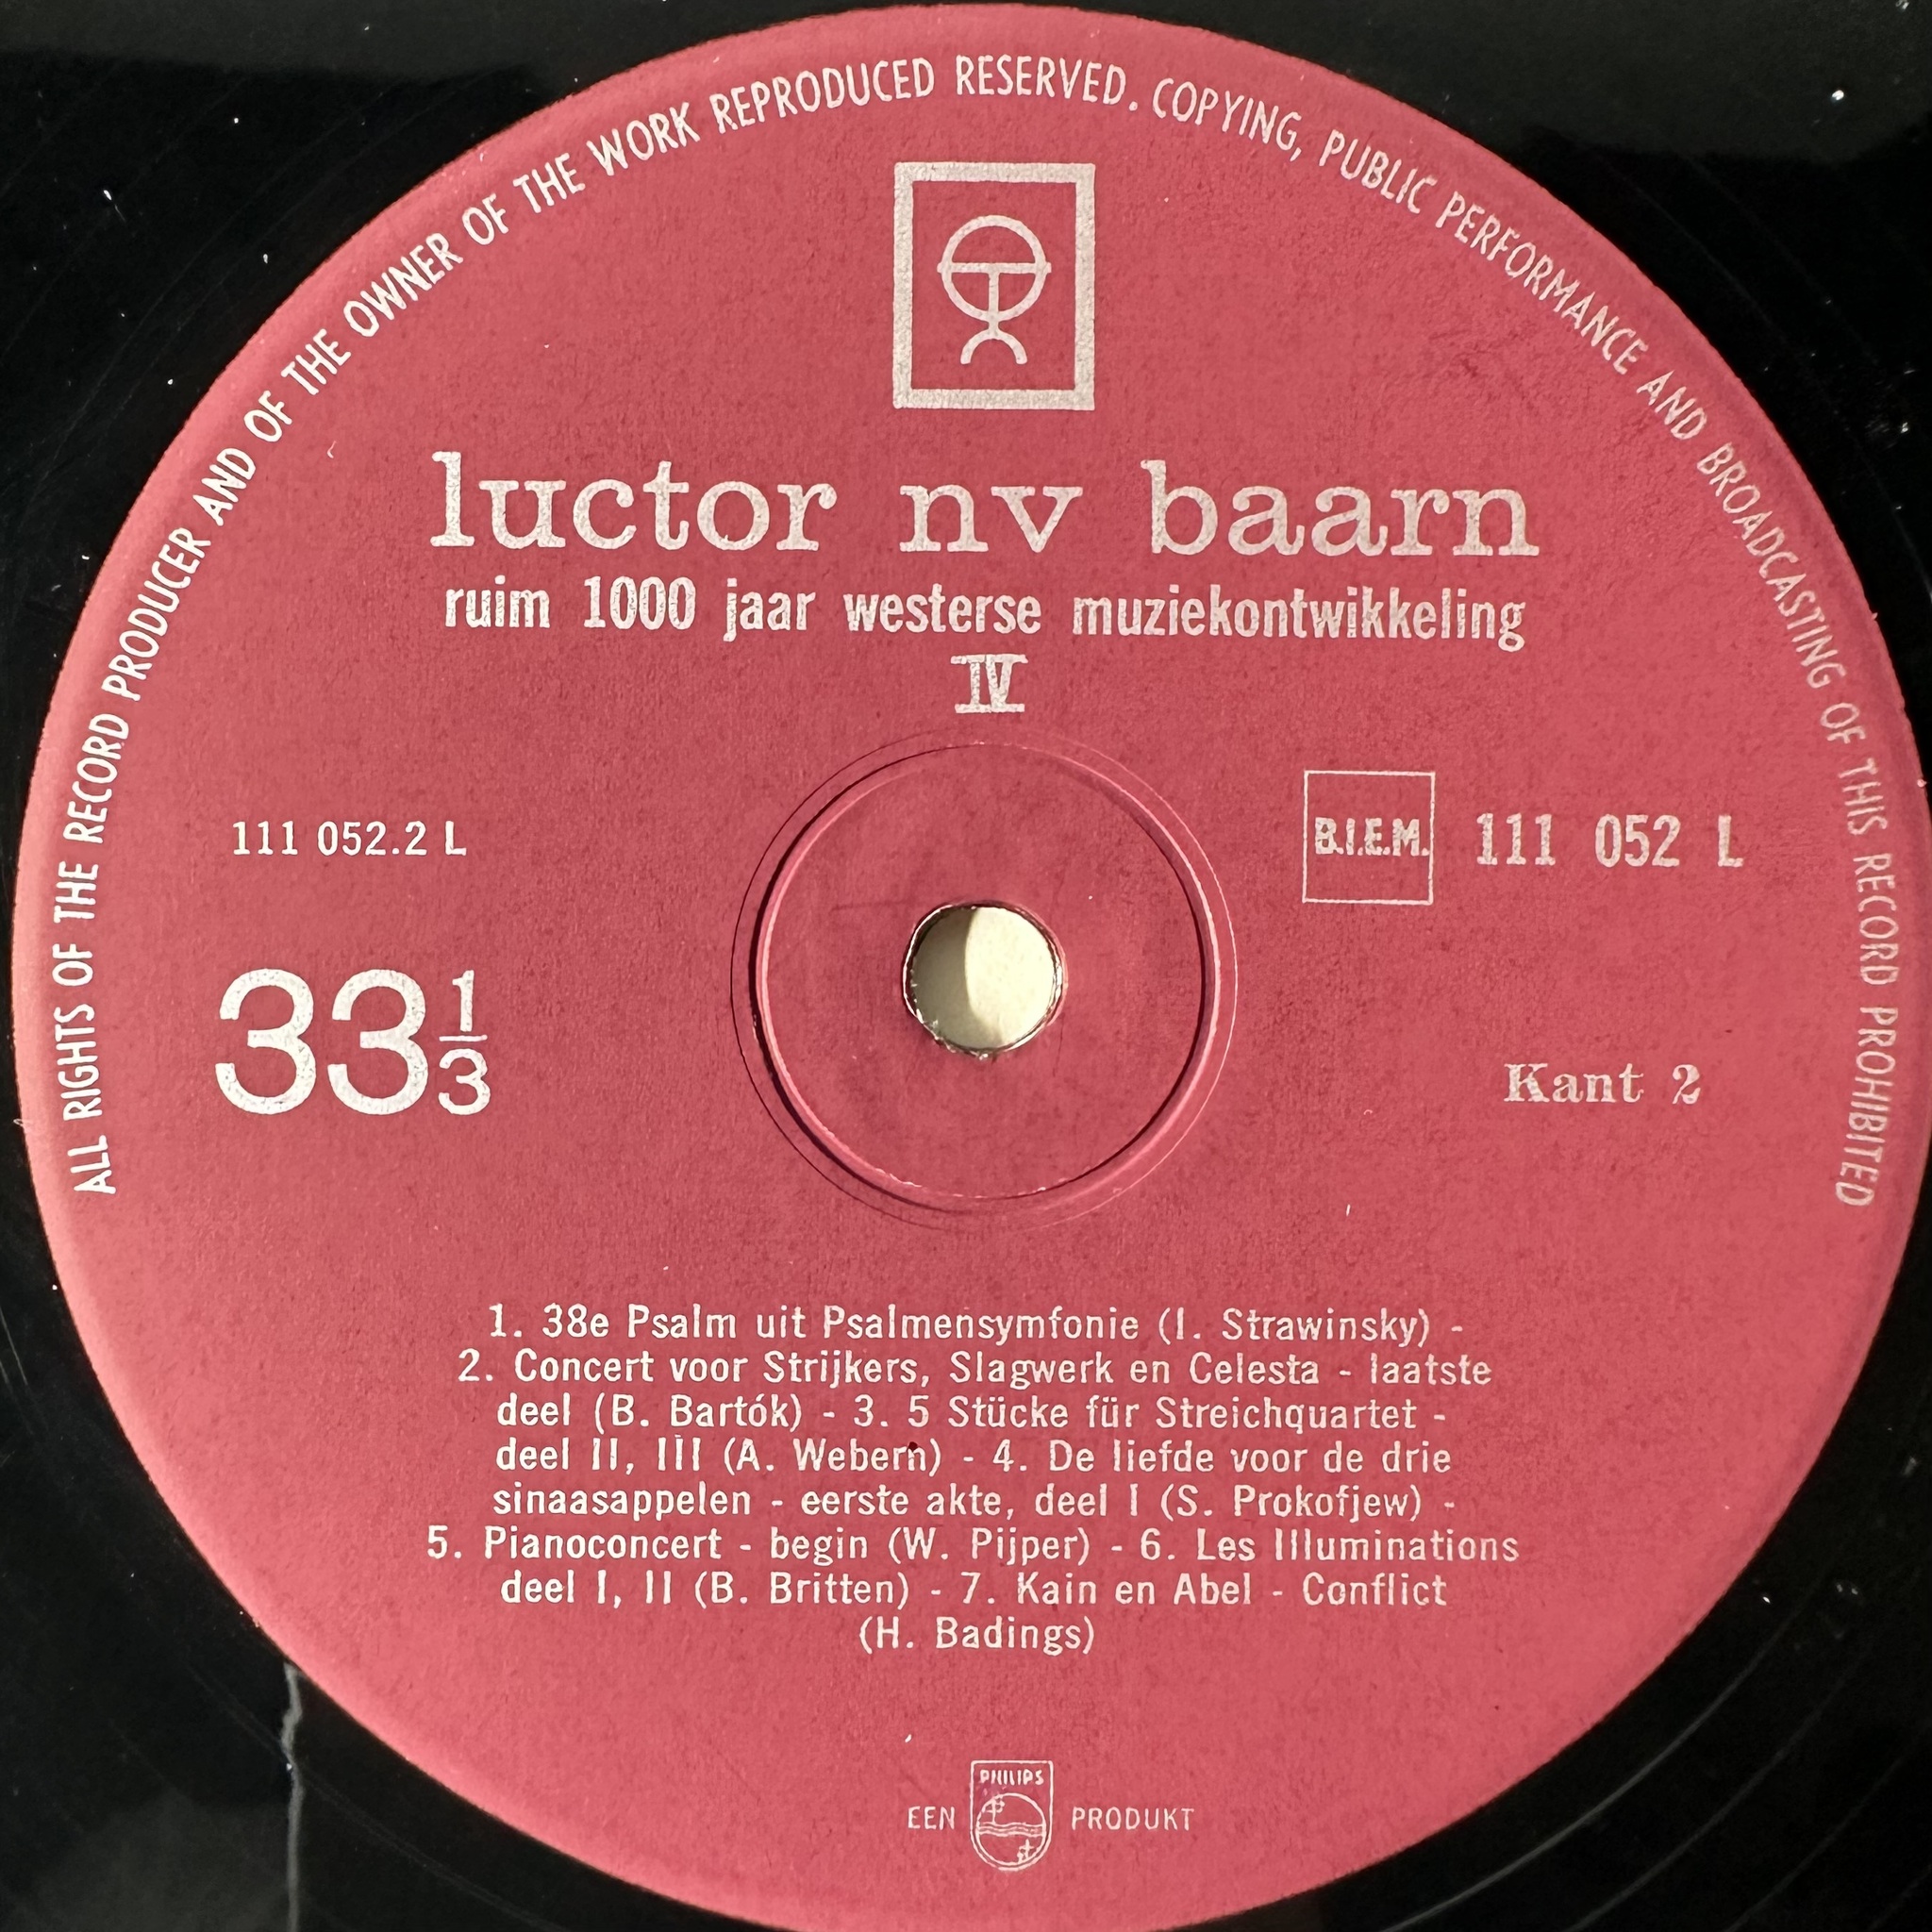 ALL RIGHTS OF THE RECORD PRODUCER AND OF THE OWNER OF THE WORK REPRODUCED RESERVED. COPYING, PUBLIC PERFORMANCE AND BROADCASTING OF THIS RECORD PROHIBITED
luctor nv baarn
ruim 1000 jaar westerse muziekontwikkeling
IV
111 052.2 L
B.I.E.M. 111 052 L
33 1/3
Kant 2
1. 38e Psalm uit Psalmensymfonie (I. Strawinsky) -
2. Concert voor Strijkers, Slagwerk en Celesta - laatste
deel (B. Bartók) - 3. 5 Stücke für Streichquartet -
deel II, III (A. Webern) - 4. De liefde voor de drie
sinaasappelen - eerste akte, deel I (S. Prokofjew) -
5. Pianoconcert - begin (W. Pijper) - 6. Les Illuminations
deel I, II (B. Britten) - 7. Kain en Abel - Conflict
(H. Badings)
PHILIPS
EEN PRODUKT